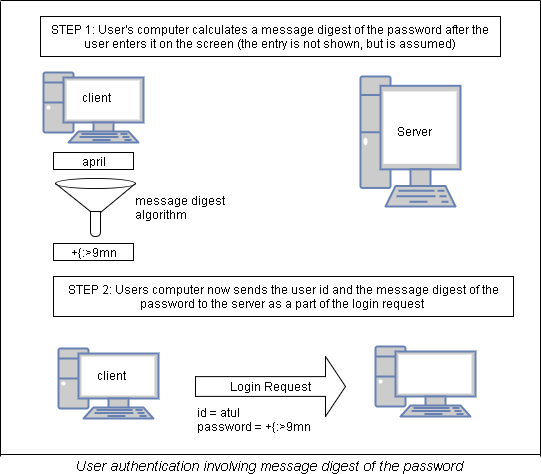 STEP 1: User's computer calculates a message digest of the password after the
user enters it on the screen (the entry is not shown, but is assumed)
client
Server
april
message digest
algorithm
+{:>9mn
STEP 2: Users computer now sends the user id and the message digest of the
password to the server as a part of the login request
client
Login Request
id = atul
password = +{:>9mn
User authentication involving message digest of the password